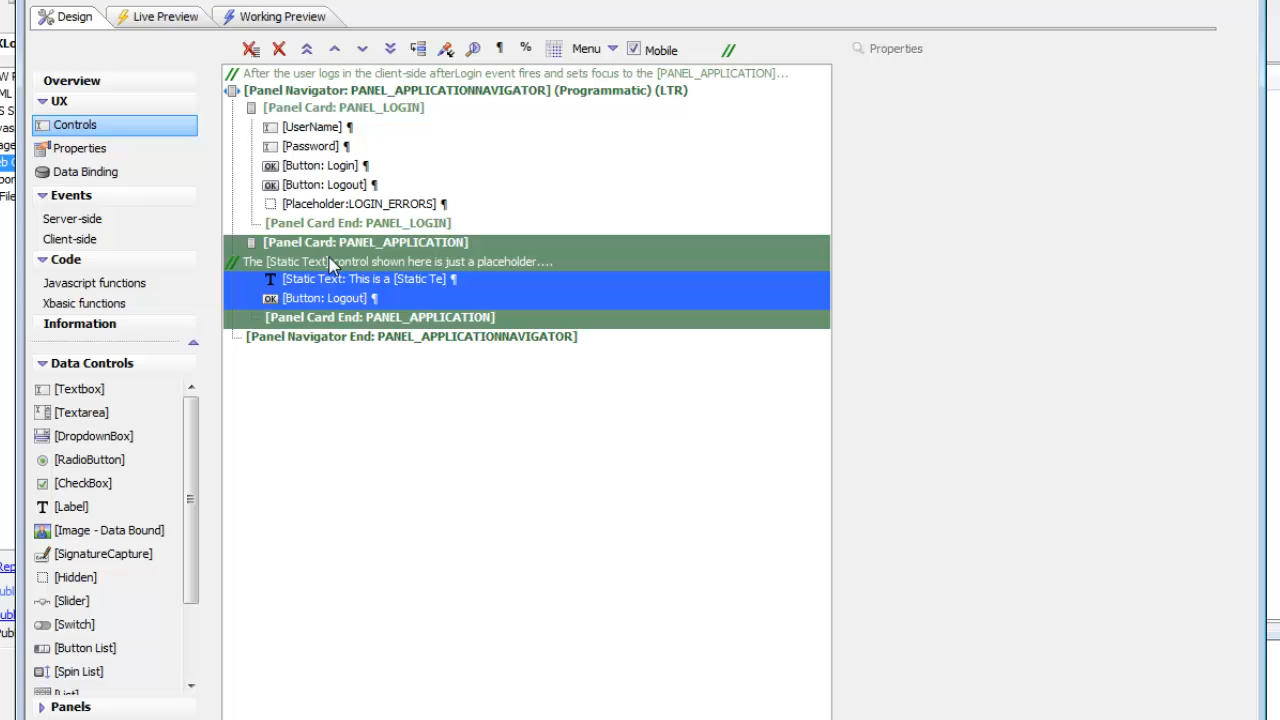 Design
Live Preview
Working Preview
Menu
Mobile
Properties
Overview
UX
Controls
Properties
Data Binding
Events
Server-side
Client-side
Code
Javascript functions
Xbasic functions
Information
Data Controls
[Textbox]
[Textarea]
[DropdownBox]
[RadioButton]
[CheckBox]
[Label]
[Image - Data Bound]
[SignatureCapture]
[Hidden]
[Slider]
[Switch]
[Button List]
[Spin List]
[List]
Panels
// After the user logs in the client-side afterLogin event fires and sets focus to the [PANEL_APPLICATION]...
[Panel Navigator: PANEL_APPLICATIONNAVIGATOR] (Programmatic) (LTR)
[Panel Card: PANEL_LOGIN]
[UserName] ¶
[Password] ¶
OK [Button: Login] ¶
OK [Button: Logout] ¶
[Placeholder:LOGIN_ERRORS] ¶
[Panel Card End: PANEL_LOGIN]
[Panel Card: PANEL_APPLICATION]
// The [Static Text] control shown here is just a placeholder....
T [Static Text: This is a [Static Te] ¶
OK [Button: Logout] ¶
[Panel Card End: PANEL_APPLICATION]
[Panel Navigator End: PANEL_APPLICATIONNAVIGATOR]